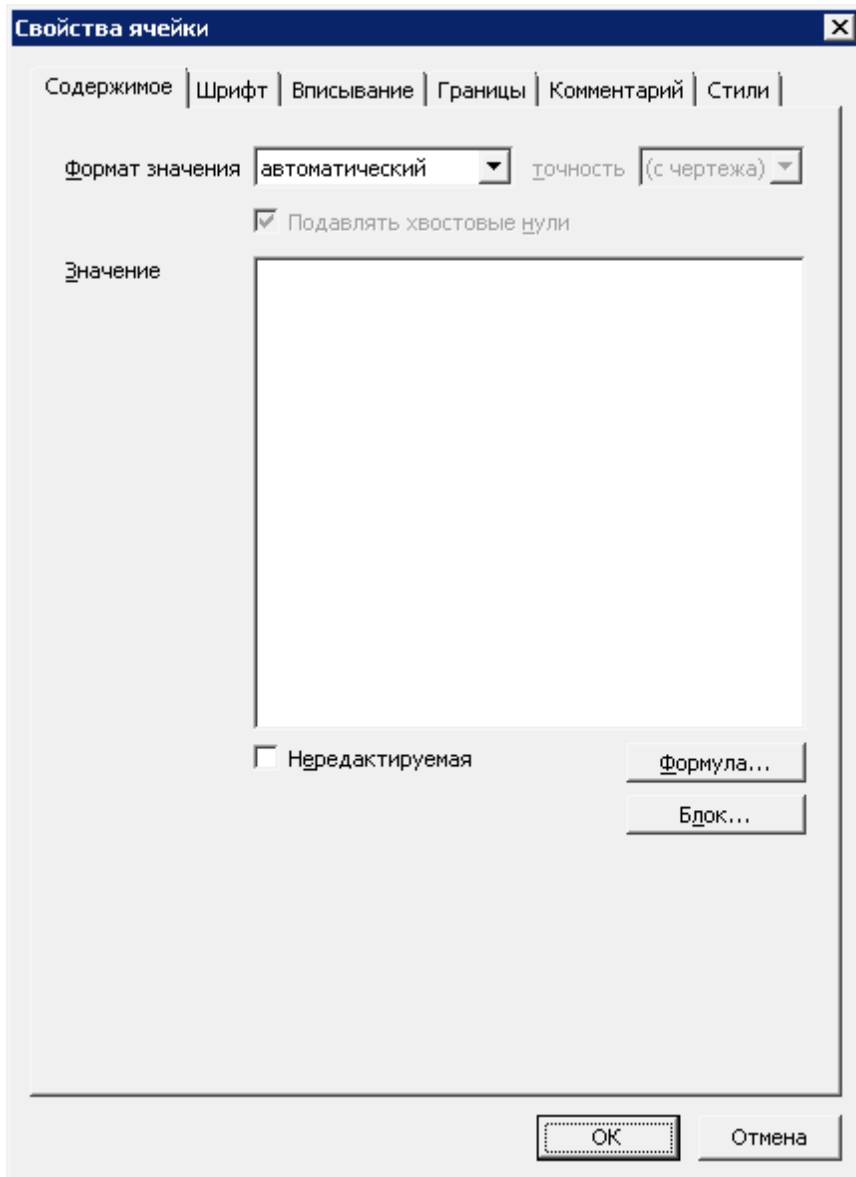 Свойства ячейки
Содержимое Шрифт Вписывание Границы Комментарий Стили
Формат значения автоматический точность (с чертежа)
Подавлять хвостовые нули
Значение
Нередактируемая Формула...
Блок...
ОК Отмена